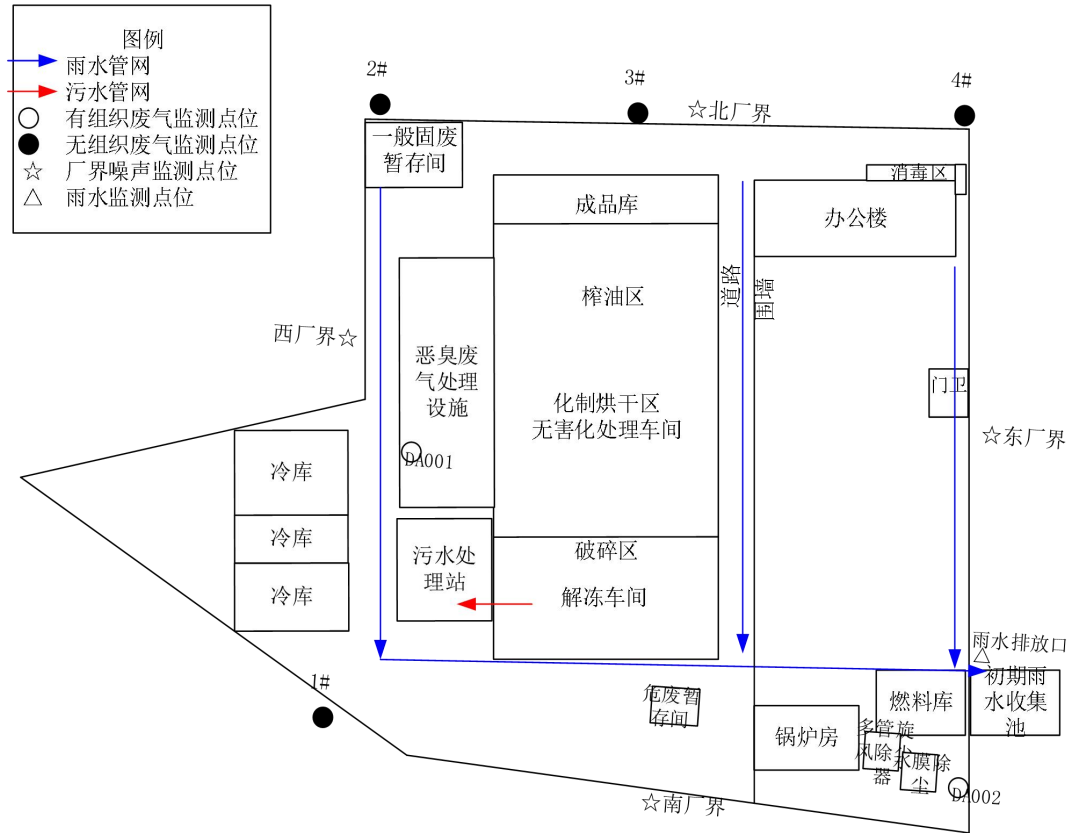 图例
雨水管网
污水管网
有组织废气监测点位
无组织废气监测点位
厂界噪声监测点位
雨水监测点位
2#
3#
4#
☆北厂界
一般固废
暂存间
消毒区
成品库
办公楼
榨油区
道路
围墙
西厂界☆
恶臭废
气处理
设施
门卫
化制烘干区
无害化处理车间
☆东厂界
DA001
冷库
冷库
冷库
污水处
理站
破碎区
解冻车间
雨水排放口
1#
危废暂
存间
燃料库
初期雨
水收集
池
锅炉房
多管旋
风除尘
器
水膜除
尘
DA002
☆南厂界